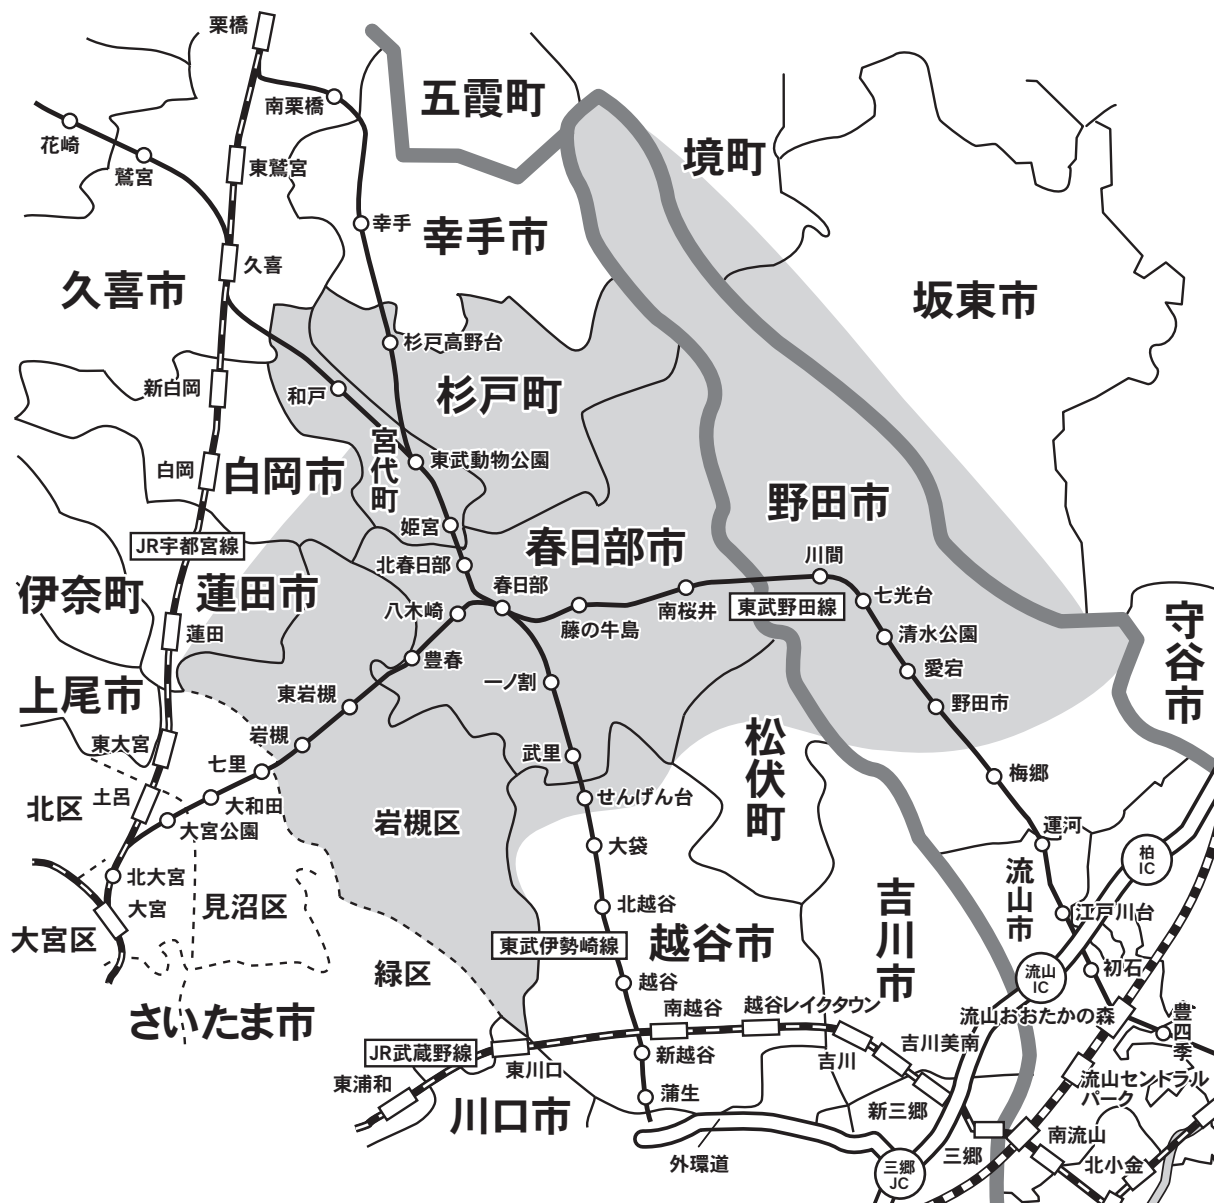 栗橋
南栗橋
五霞町
境町
花崎
鷲宮
東鷲宮
幸手
幸手市
久喜
久喜市
坂東市
杉戸高野台
新白岡
和戸
杉戸町
宮代町
東武動物公園
白岡
白岡市
野田市
姫宮
JR宇都宮線
春日部市
川間
北春日部
春日部
伊奈町
蓮田市
八木崎
藤の牛島
南桜井
東武野田線
七光台
守谷市
蓮田
清水公園
豊春
愛宕
上尾市
東岩槻
一ノ割
野田市
東大宮
岩槻
松伏町
武里
七里
梅郷
北区
土呂
大和田
せんげん台
大宮公園
岩槻区
運河
大袋
柏
IC
北大宮
流山市
大宮
見沼区
吉川市
北越谷
江戸川台
大宮区
東武伊勢崎線
越谷市
緑区
越谷
流山
IC
初石
さいたま市
南越谷
越谷レイクタウン
流山おおたかの森
豊四季
JR武蔵野線
新越谷
吉川
吉川美南
東浦和
東川口
流山セントラル
パーク
川口市
蒲生
新三郷
外環道
三郷
JC
三郷
南流山
北小金